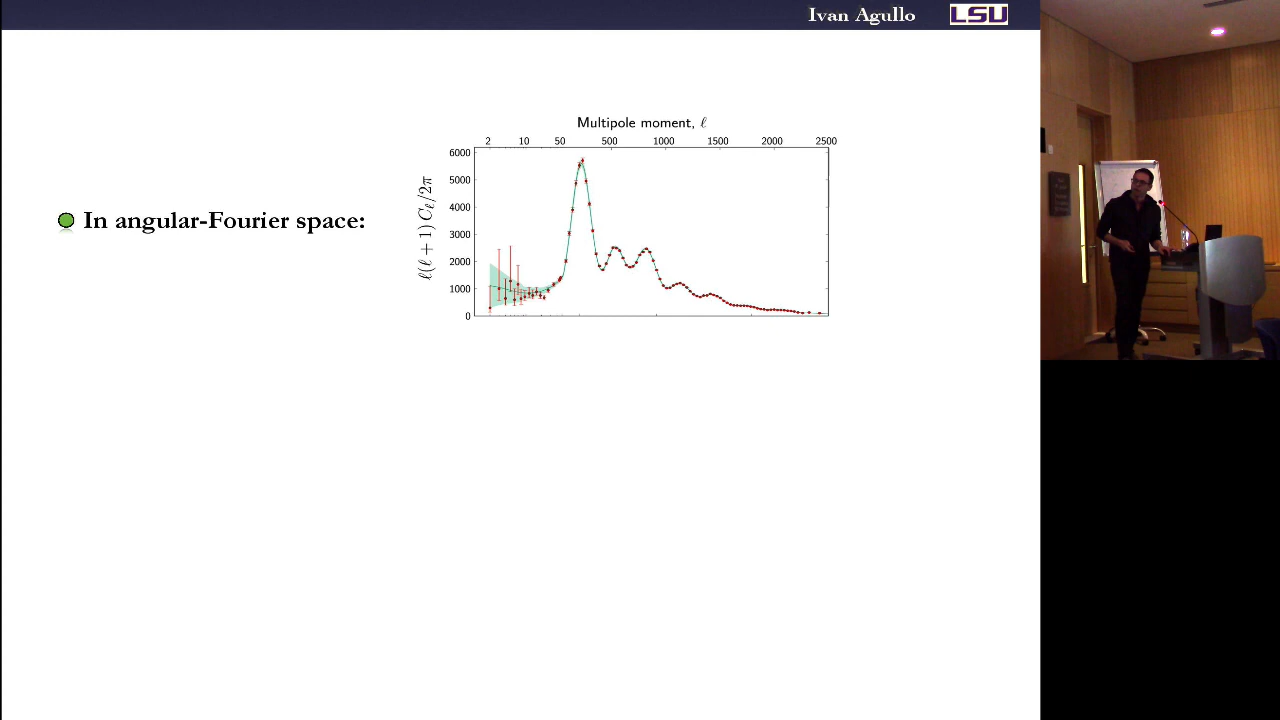 Ivan Agullo LSU
Multipole moment, ℓ
2 10 50 500 1000 1500 2000 2500
6000
5000
4000
3000
2000
1000
0
ℓ(ℓ + 1) Cℓ/2π
In angular-Fourier space: